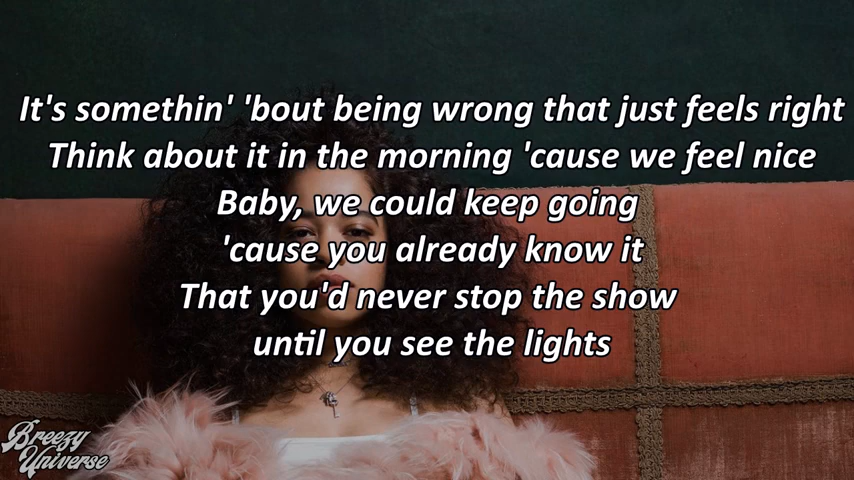 It's somethin' 'bout being wrong that just feels right
Think about it in the morning 'cause we feel nice
Baby, we could keep going
'cause you already know it
That you'd never stop the show
until you see the lights
Breezy
Universe